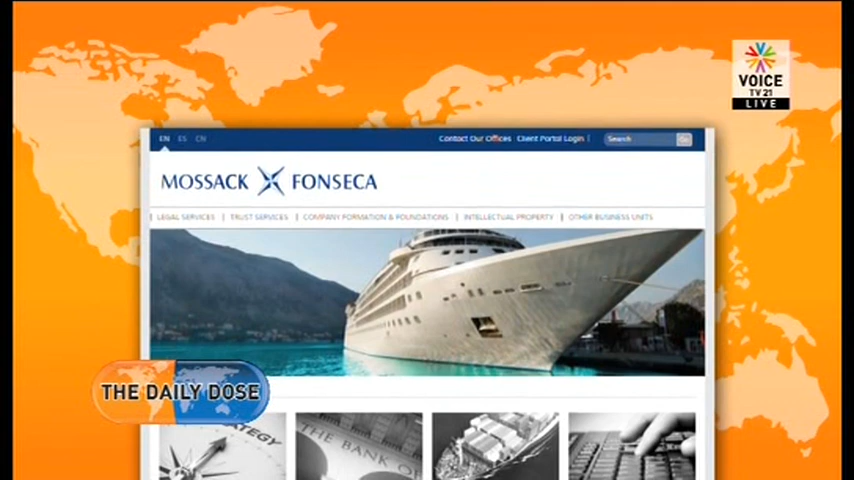 VOICE
TV 21
LIVE
EN ES CN
Contact Our Offices Client Portal Login
Search
Go
MOSSACK FONSECA
LEGAL SERVICES | TRUST SERVICES | COMPANY FORMATION & FOUNDATIONS | INTELLECTUAL PROPERTY | OTHER BUSINESS UNITS
THE DAILY DOSE
STRATEGY
THE BANK OF